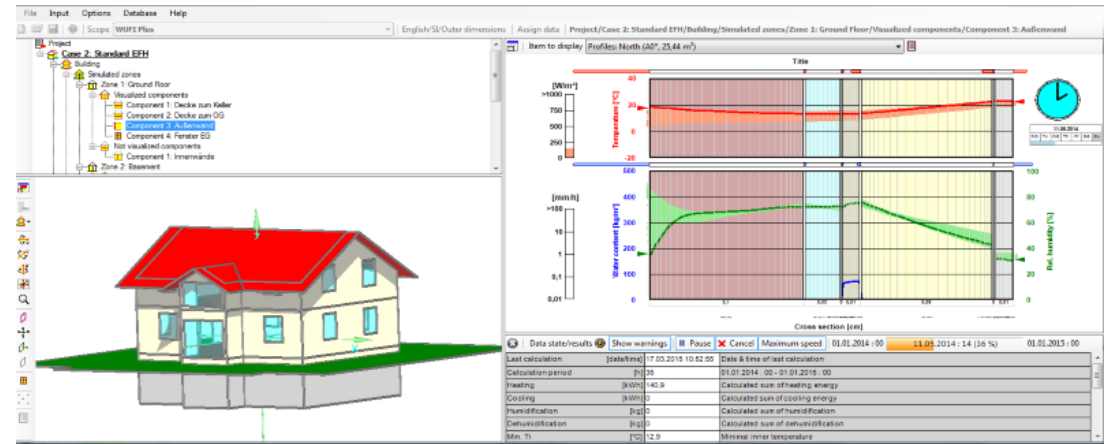 File Input Options Database Help
Scope WUFI Plus English/SI/Outer dimensions Assign data Project/Case 2: Standard EFH/Building/Simulated zones/Zone 1: Ground Floor/Visualized components/Component 3: Außenwand
Project
Case 2: Standard EFH
Building
Simulated zones
Zone 1: Ground Floor
Visualized components
Component 1: Decke zum Keller
Component 2: Decke zum OG
Component 3: Außenwand
Component 4: Fenster EG
Not visualized components
Component 1: Innenwände
Zone 2: Basement
Item to display Profiles: North (A0°, 25,44 m²)
Title
[W/m²]
>1000
750
500
250
0
Temperature [°C]
40
20
0
-20
11.05.2014
[mm/h]
>100
10
1
0,1
0,01
Water content [kg/m³]
500
400
300
200
100
0
100
80
60
40
20
0
Rel. humidity [%]
Cross section [cm]
Data state/results Show warnings Pause Cancel Maximum speed 01.01.2014 : 00 11.05.2014 : 14 (36 %) 01.01.2015 : 00
Last calculation [date/time] 17.03.2015 10:52:55 Date & time of last calculation
Calculation period [h] 35 01.01.2014 : 00 - 01.01.2015 : 00
Heating [kWh] 140,9 Calculated sum of heating energy
Cooling [kWh] 0 Calculated sum of cooling energy
Humidification [kg] 0 Calculated sum of humidification
Dehumidification [kg] 0 Calculated sum of dehumidification
Min. Ti [°C] 12,9 Minimal inner temperature